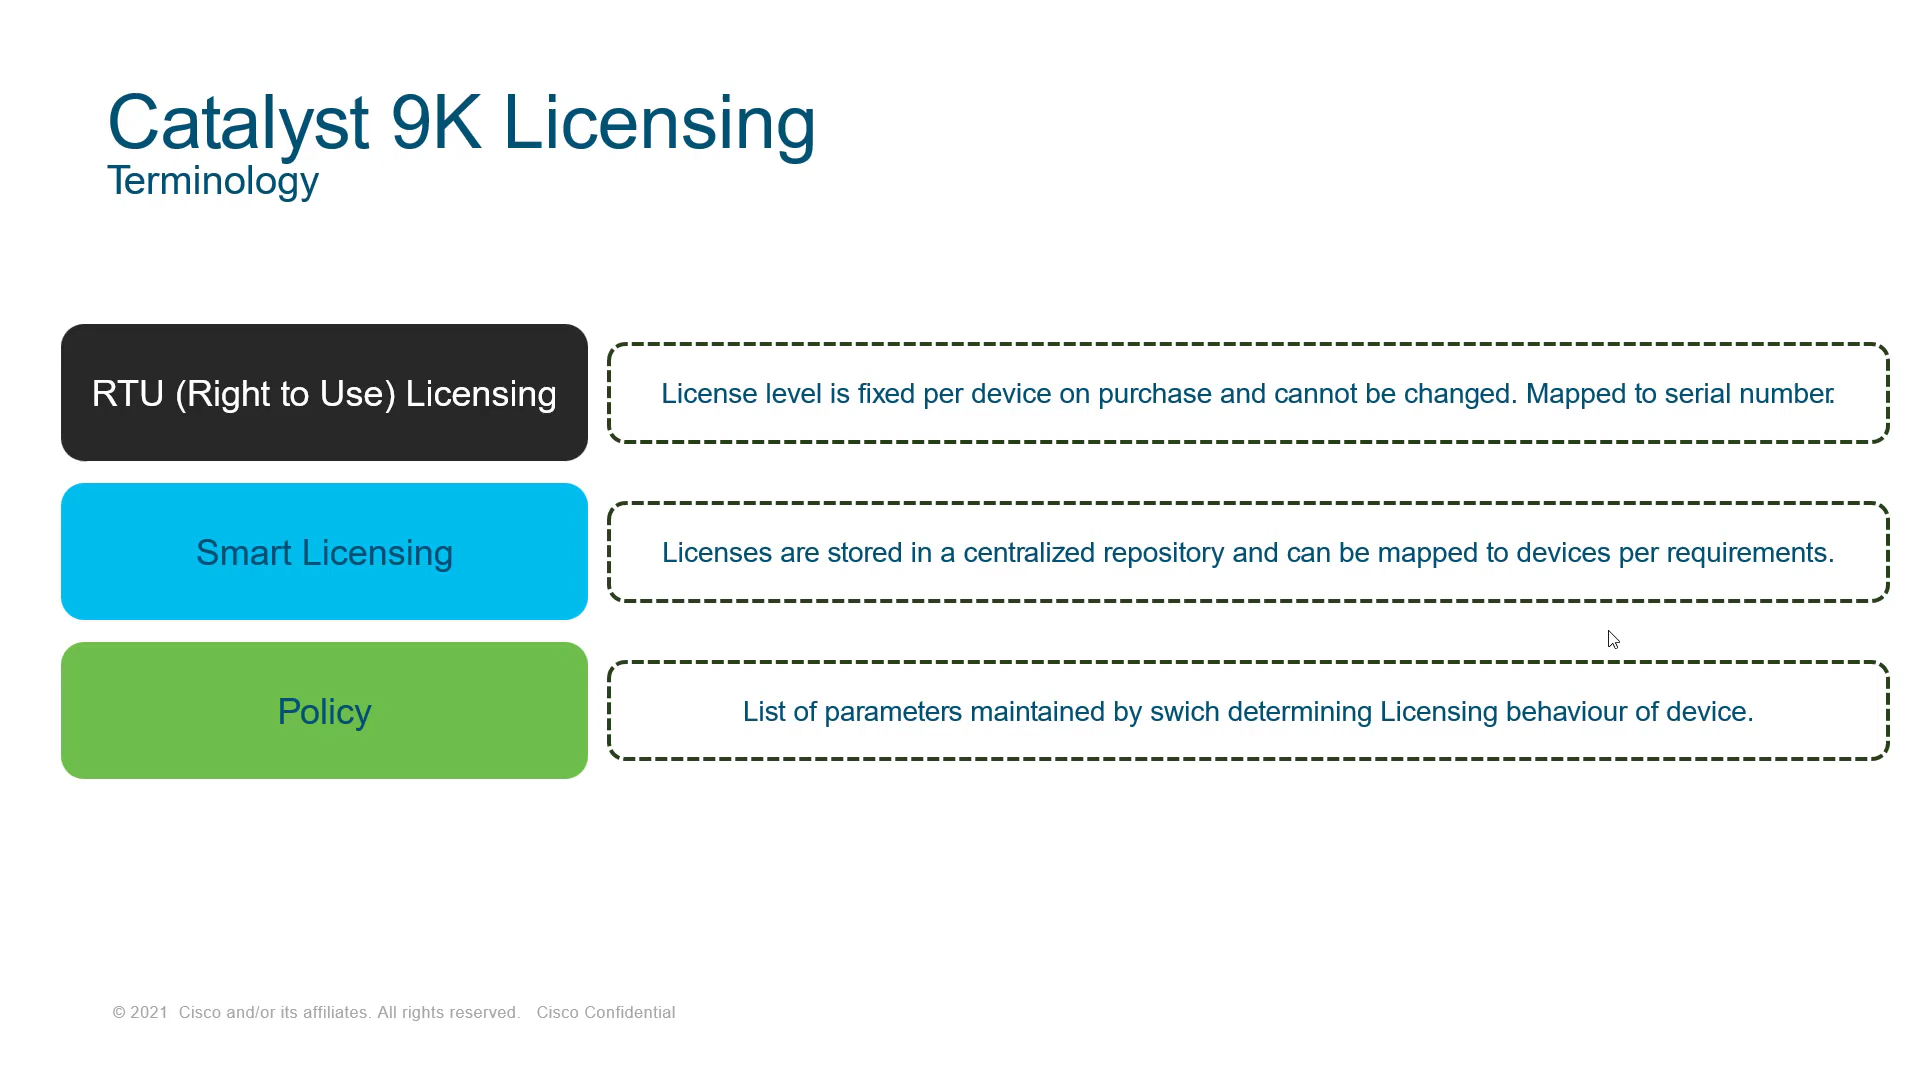 Catalyst 9K Licensing
Terminology
RTU (Right to Use) Licensing
License level is fixed per device on purchase and cannot be changed. Mapped to serial number.
Smart Licensing
Licenses are stored in a centralized repository and can be mapped to devices per requirements.
Policy
List of parameters maintained by swich determining Licensing behaviour of device.
© 2021 Cisco and/or its affiliates. All rights reserved. Cisco Confidential